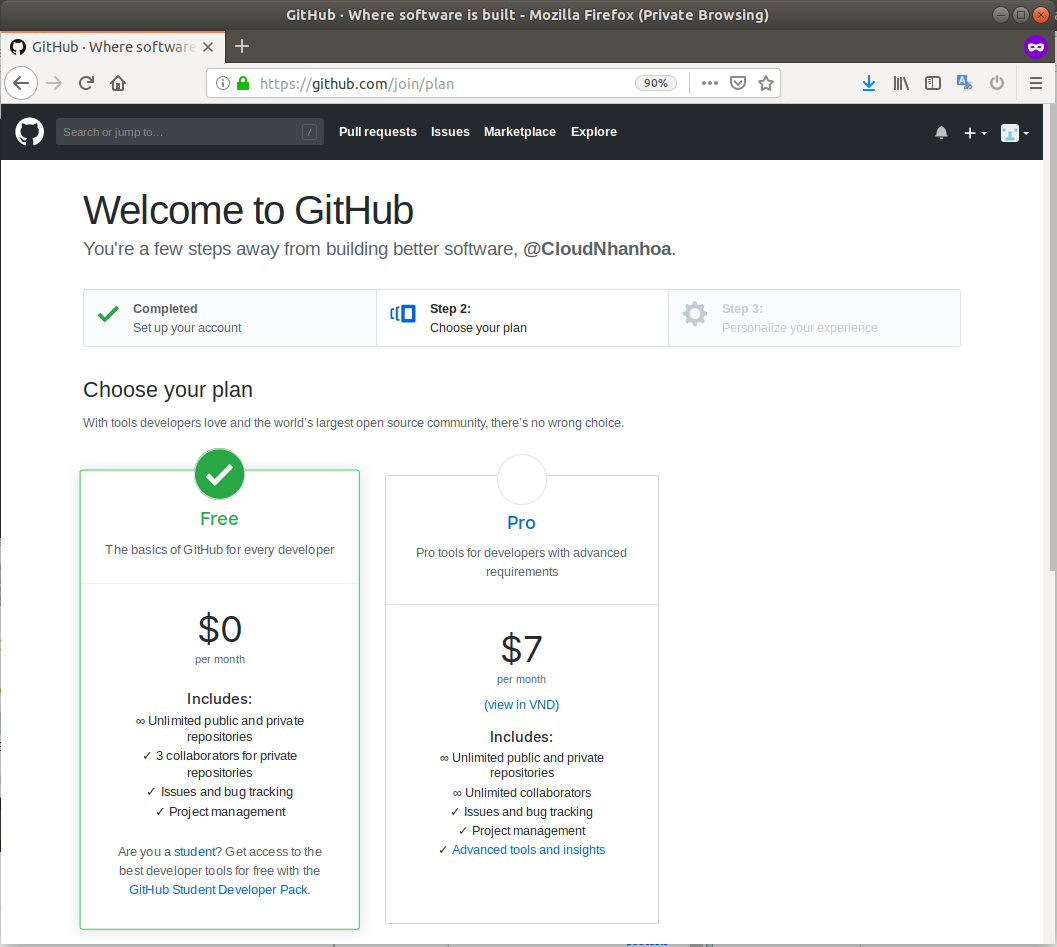 GitHub · Where software is built - Mozilla Firefox (Private Browsing)
GitHub · Where software
https://github.com/join/plan
90%
Search or jump to…
/
Pull requests
Issues
Marketplace
Explore
Welcome to GitHub
You're a few steps away from building better software, @CloudNhanhoa.
Completed
Set up your account
Step 2:
Choose your plan
Step 3:
Personalize your experience
Choose your plan
With tools developers love and the world's largest open source community, there's no wrong choice.
Free
The basics of GitHub for every developer
$0
per month
Includes:
∞ Unlimited public and private
repositories
✓ 3 collaborators for private
repositories
✓ Issues and bug tracking
✓ Project management
Are you a student? Get access to the
best developer tools for free with the
GitHub Student Developer Pack.
Pro
Pro tools for developers with advanced
requirements
$7
per month
(view in VND)
Includes:
∞ Unlimited public and private
repositories
∞ Unlimited collaborators
✓ Issues and bug tracking
✓ Project management
✓ Advanced tools and insights